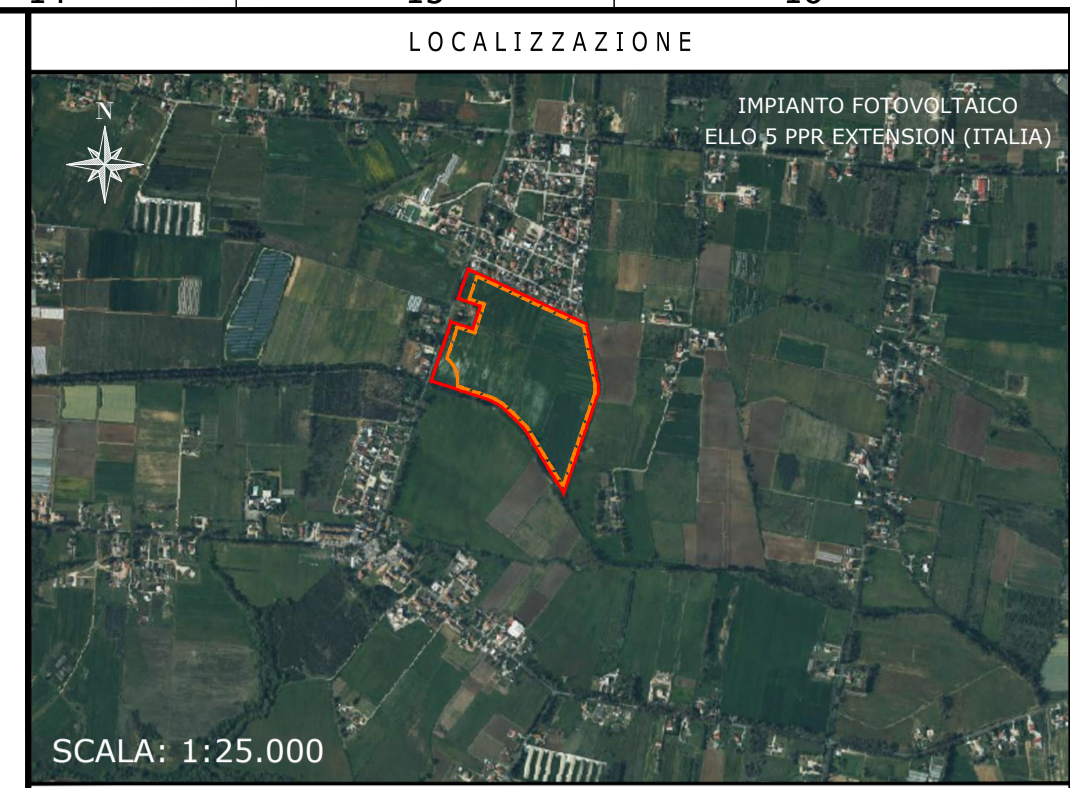 LOCALIZZAZIONE
N
IMPIANTO FOTOVOLTAICO
ELLO 5 PPR EXTENSION (ITALIA)
SCALA: 1:25.000